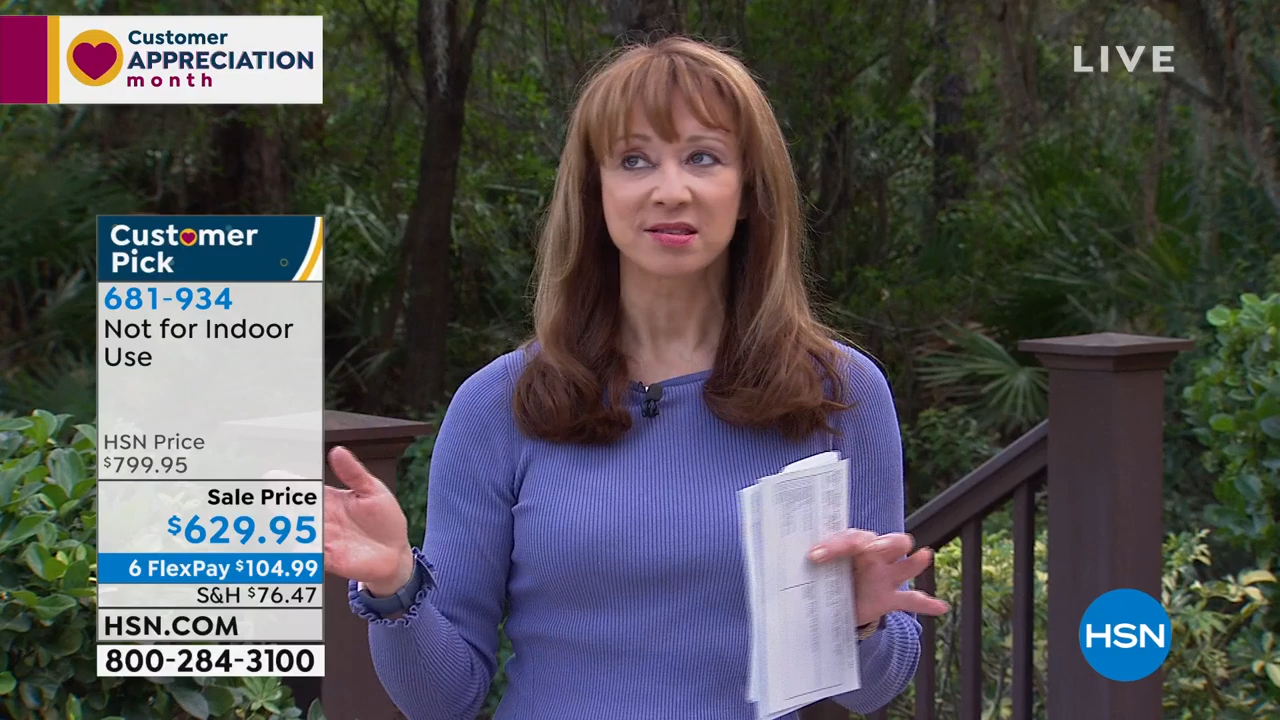 Customer
APPRECIATION
month
LIVE
Customer
Pick
681-934
Not for Indoor
Use
HSN Price
$799.95
Sale Price
$629.95
6 FlexPay $104.99
S&H $76.47
HSN.COM
800-284-3100
HSN